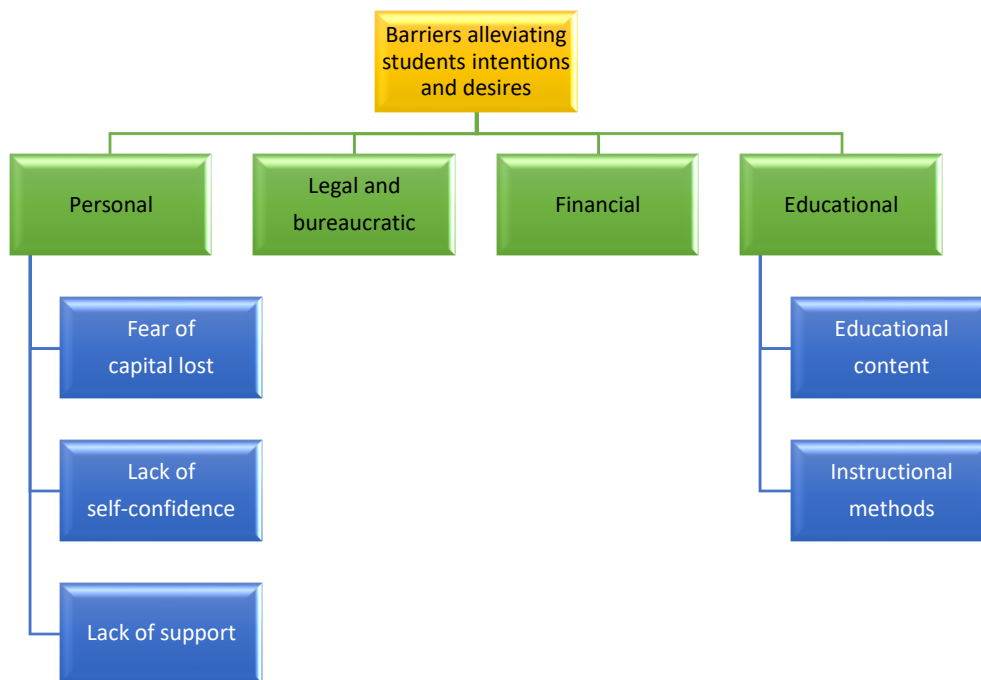 Barriers alleviating
students intentions
and desires
Personal
Legal and
bureaucratic
Financial
Educational
Fear of
capital lost
Lack of
self-confidence
Lack of support
Educational
content
Instructional
methods